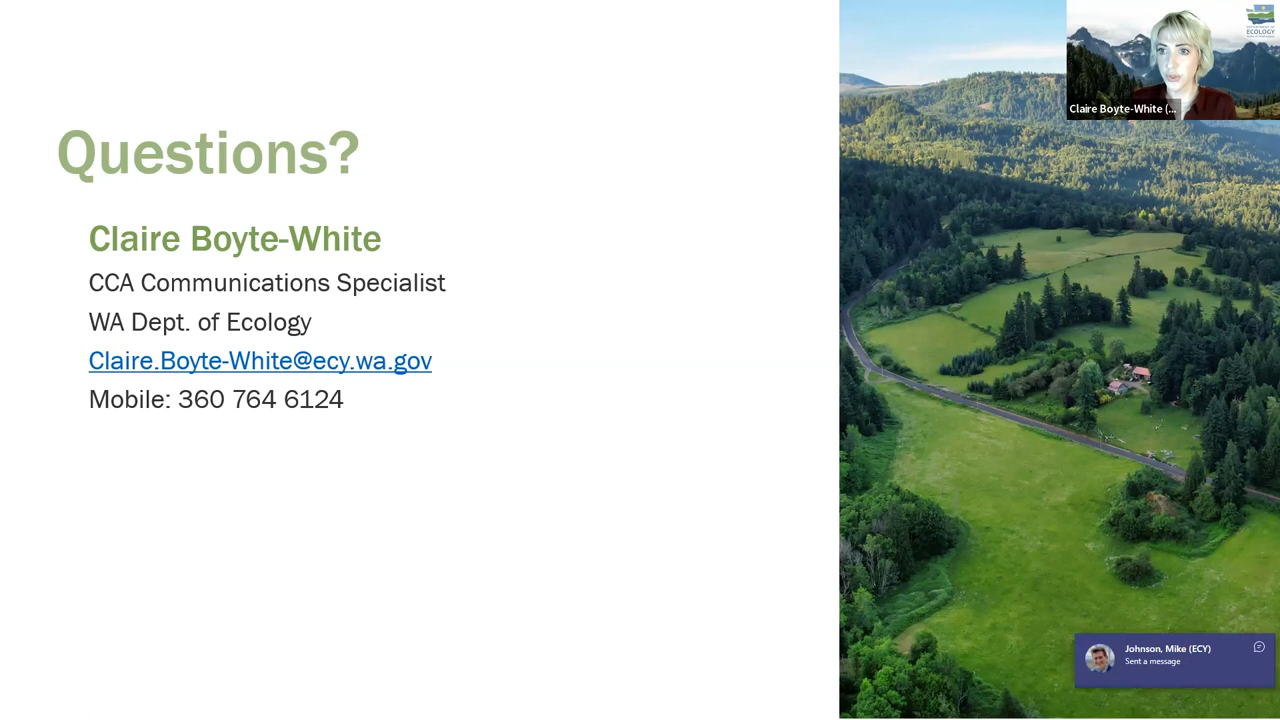 Questions?
Claire Boyte-White
CCA Communications Specialist
WA Dept. of Ecology
Claire.Boyte-White@ecy.wa.gov
Mobile: 360 764 6124
ECOLOGY
Claire Boyte-White (...
Johnson, Mike (ECY)
Sent a message